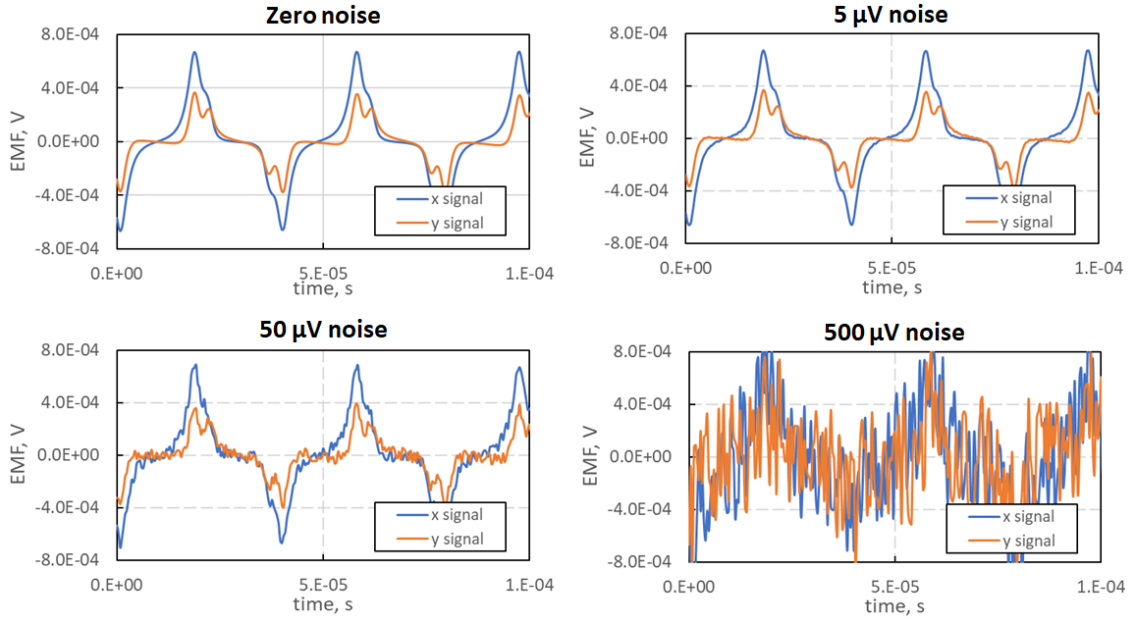 Zero noise
8.0E-04
4.0E-04
0.0E+00
-4.0E-04
-8.0E-04
EMF, V
x signal
y signal
0.E+00
5.E-05
1.E-04
time, s
5 µV noise
8.0E-04
4.0E-04
0.0E+00
-4.0E-04
-8.0E-04
EMF, V
x signal
y signal
0.E+00
5.E-05
1.E-04
time, s
50 µV noise
8.0E-04
4.0E-04
0.0E+00
-4.0E-04
-8.0E-04
EMF, V
x signal
y signal
0.E+00
5.E-05
1.E-04
time, s
500 µV noise
8.0E-04
4.0E-04
0.0E+00
-4.0E-04
-8.0E-04
EMF, V
x signal
y signal
0.E+00
5.E-05
1.E-04
time, s